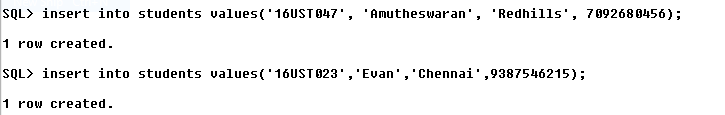 SQL> insert into students values('16UST047', 'Amutheswaran', 'Redhills', 7092680456);
1 row created.
SQL> insert into students values('16UST023','Evan','Chennai',9387546215);
1 row created.